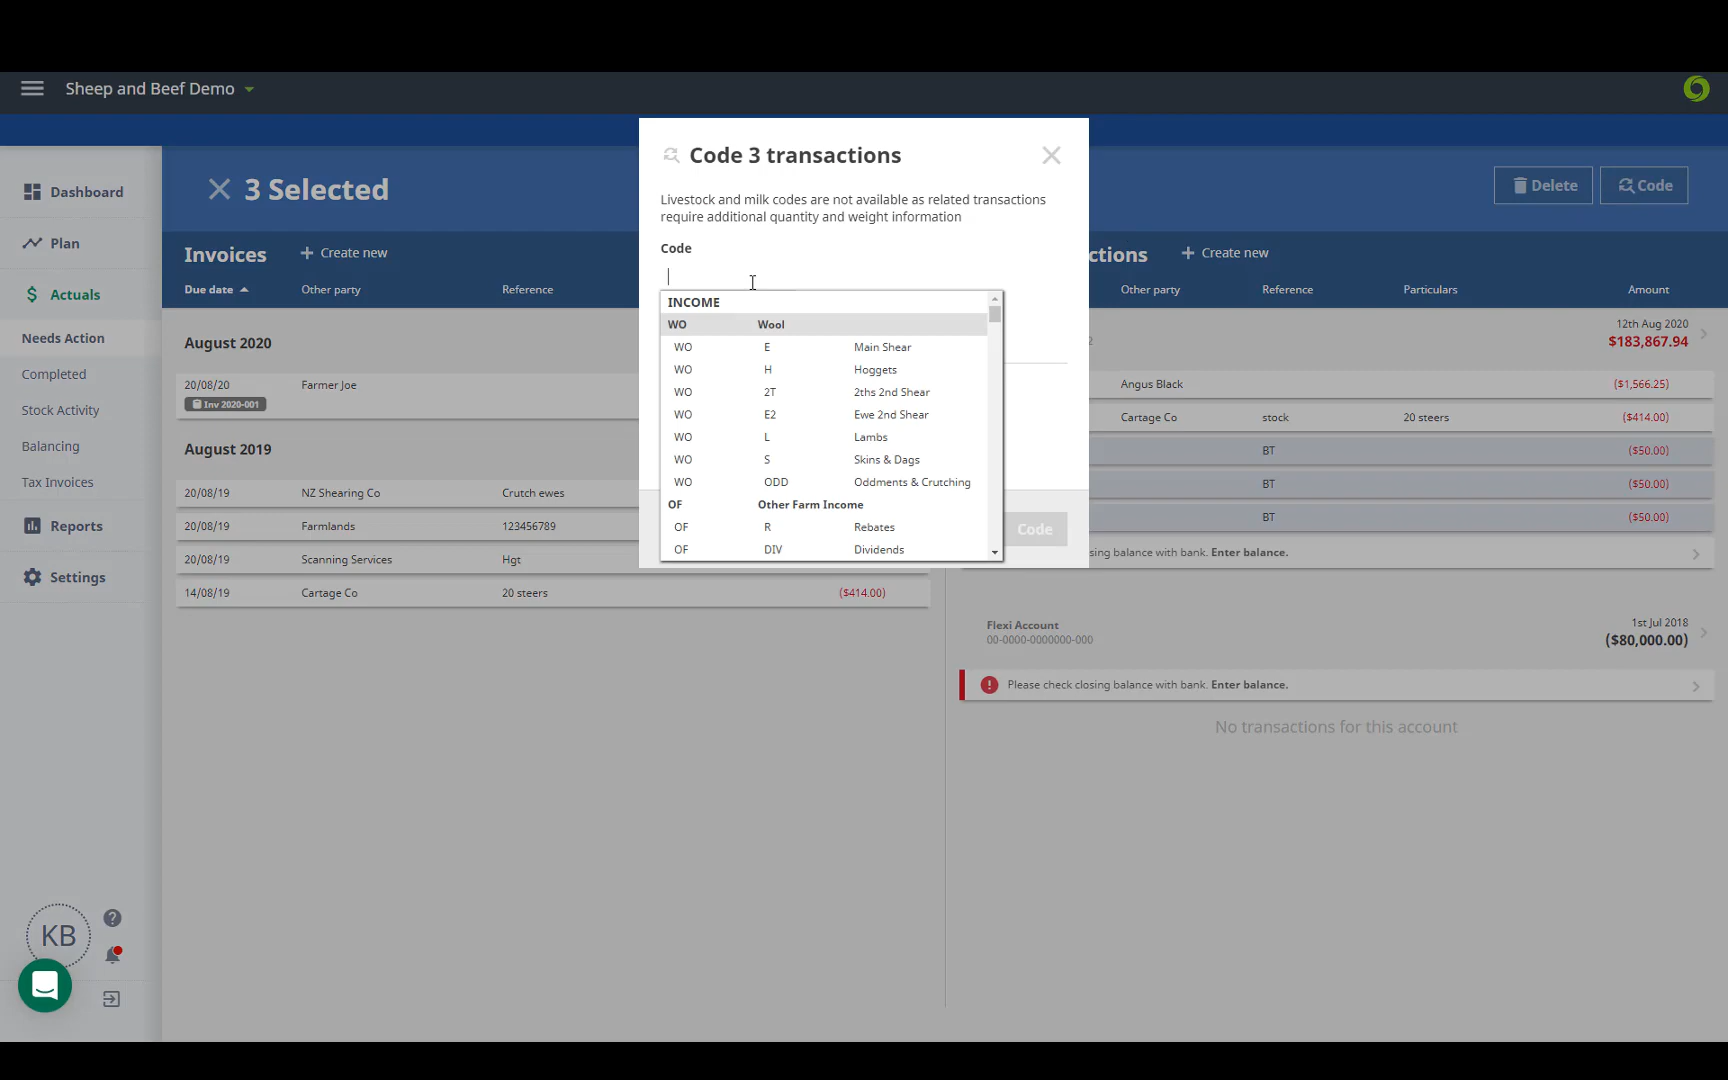 Sheep and Beef Demo
Dashboard
Plan
Actuals
Needs Action
Completed
Stock Activity
Balancing
Tax Invoices
Reports
Settings
KB
3 Selected
Delete
Code
Invoices
Create new
Due date
Other party
Reference
August 2020
20/08/20
Farmer Joe
Inv 2020-001
August 2019
20/08/19 NZ Shearing Co Crutch ewes
20/08/19 Farmlands 123456789
20/08/19 Scanning Services Hgt
14/08/19 Cartage Co 20 steers ($414.00)
Code 3 transactions
Livestock and milk codes are not available as related transactions
require additional quantity and weight information
Code
INCOME
WO Wool
WO E Main Shear
WO H Hoggets
WO 2T 2ths 2nd Shear
WO E2 Ewe 2nd Shear
WO L Lambs
WO S Skins & Dags
WO ODD Oddments & Crutching
OF Other Farm Income
OF R Rebates
OF DIV Dividends
Code
ctions
Create new
Other party Reference Particulars Amount
12th Aug 2020
2
$183,867.94
Angus Black ($1,566.25)
Cartage Co stock 20 steers ($414.00)
BT ($50.00)
BT ($50.00)
BT ($50.00)
sing balance with bank. Enter balance.
Flexi Account
00-0000-0000000-000
1st Jul 2018
($80,000.00)
Please check closing balance with bank. Enter balance.
No transactions for this account